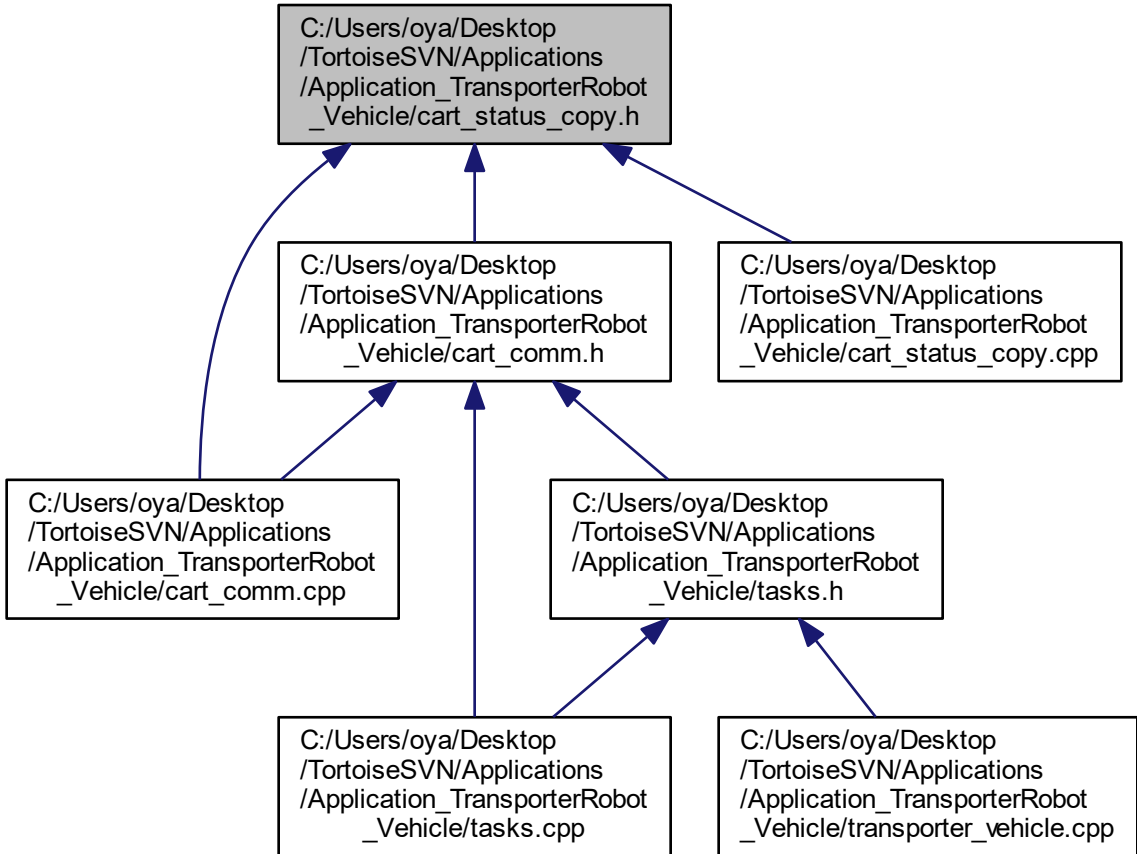 C:/Users/oya/Desktop
/TortoiseSVN/Applications
/Application_TransporterRobot
_Vehicle/cart_status_copy.h
C:/Users/oya/Desktop
/TortoiseSVN/Applications
/Application_TransporterRobot
_Vehicle/cart_comm.h
C:/Users/oya/Desktop
/TortoiseSVN/Applications
/Application_TransporterRobot
_Vehicle/cart_status_copy.cpp
C:/Users/oya/Desktop
/TortoiseSVN/Applications
/Application_TransporterRobot
_Vehicle/cart_comm.cpp
C:/Users/oya/Desktop
/TortoiseSVN/Applications
/Application_TransporterRobot
_Vehicle/tasks.h
C:/Users/oya/Desktop
/TortoiseSVN/Applications
/Application_TransporterRobot
_Vehicle/tasks.cpp
C:/Users/oya/Desktop
/TortoiseSVN/Applications
/Application_TransporterRobot
_Vehicle/transporter_vehicle.cpp